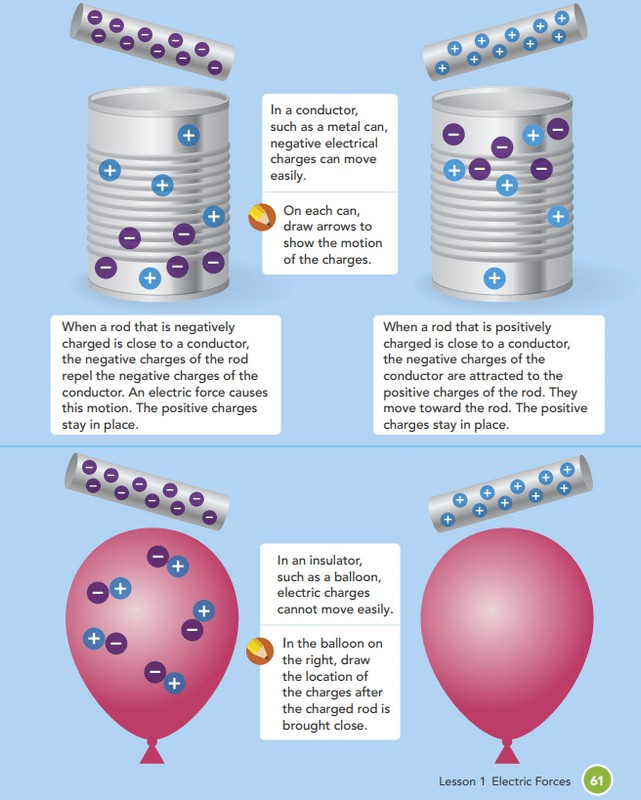 In a conductor,
such as a metal can,
negative electrical
charges can move
easily.
On each can,
draw arrows to
show the motion
of the charges.
When a rod that is negatively
charged is close to a conductor,
the negative charges of the rod
repel the negative charges of the
conductor. An electric force causes
this motion. The positive charges
stay in place.
When a rod that is positively
charged is close to a conductor,
the negative charges of the
conductor are attracted to the
positive charges of the rod. They
move toward the rod. The positive
charges stay in place.
In an insulator,
such as a balloon,
electric charges
cannot move easily.
In the balloon on
the right, draw
the location of
the charges after
the charged rod is
brought close.
Lesson 1 Electric Forces 61